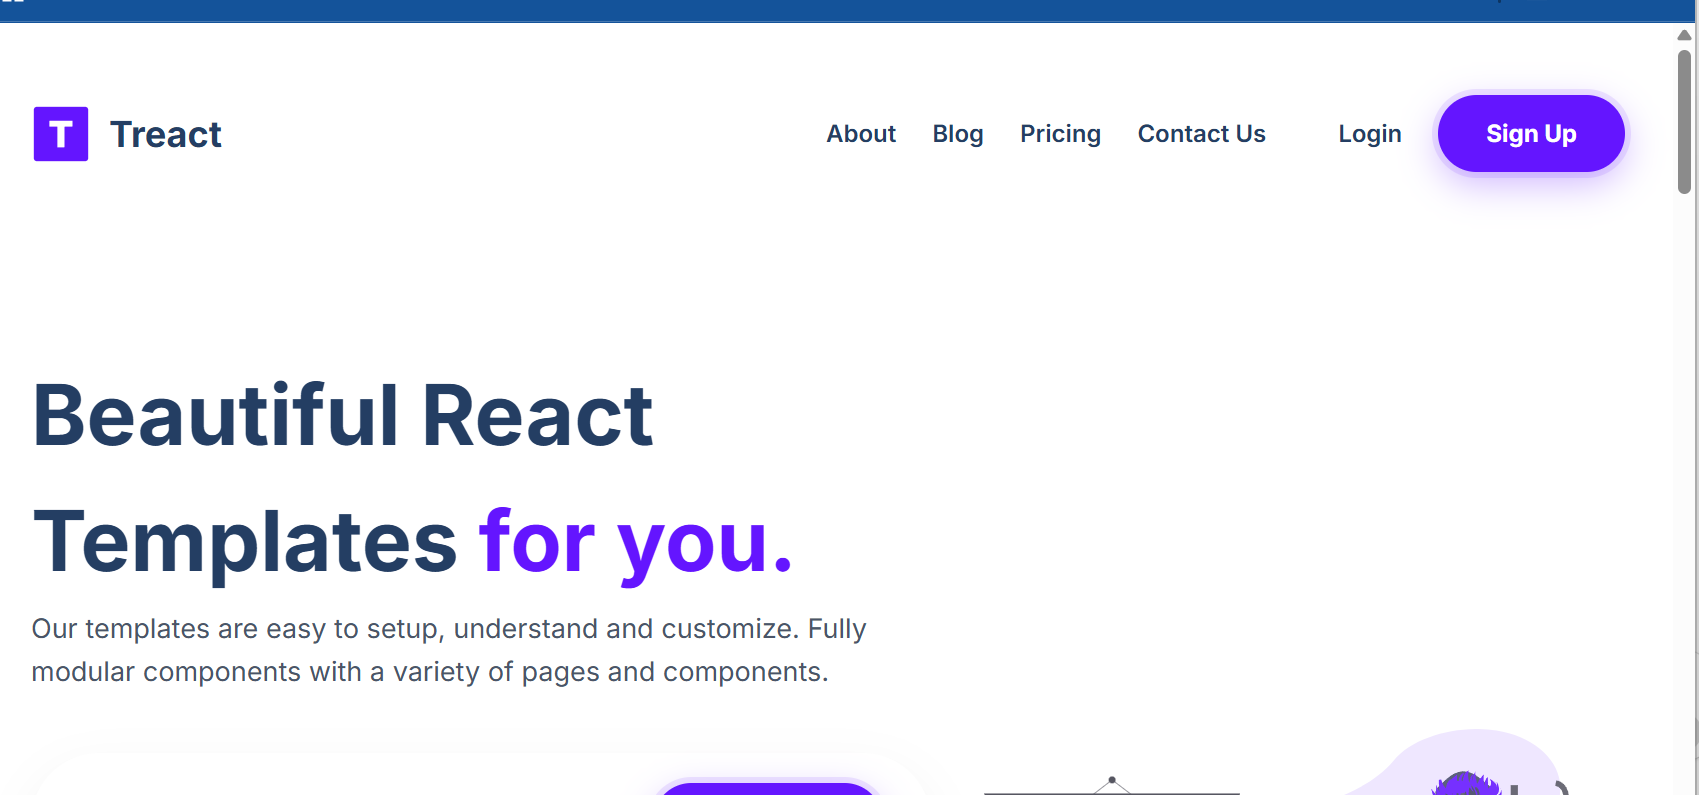 T Treact
About Blog Pricing Contact Us Login Sign Up
Beautiful React
Templates for you.
Our templates are easy to setup, understand and customize. Fully
modular components with a variety of pages and components.